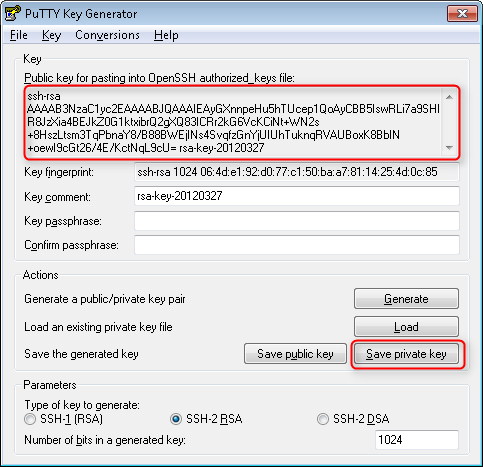 PuTTY Key Generator
File Key Conversions Help
Key
Public key for pasting into OpenSSH authorized_keys file:
ssh-rsa
AAAAB3NzaC1yc2EAAAABJQAAAIEAyGXnnpeHu5hTUcep1QoAyCBB5IswRLi7a9SHI
R8JzXia4BEJkZ0G1ktxibrQ2gXQ83ICRr2kG6VcKCiNt+WN2s
+8HszLtsm3TqPbnaY8/B88BWEjINs4SvqfzGnYjUIUhTuknqRVAUBoxK8BbIN
+oewI9cGt26/4E/KctNqL9cU= rsa-key-20120327
Key fingerprint: ssh-rsa 1024 06:4d:e1:92:d0:77:c1:50:ba:a7:81:14:25:4d:0c:85
Key comment: rsa-key-20120327
Key passphrase:
Confirm passphrase:
Actions
Generate a public/private key pair Generate
Load an existing private key file Load
Save the generated key Save public key Save private key
Parameters
Type of key to generate:
SSH-1 (RSA) SSH-2 RSA SSH-2 DSA
Number of bits in a generated key: 1024